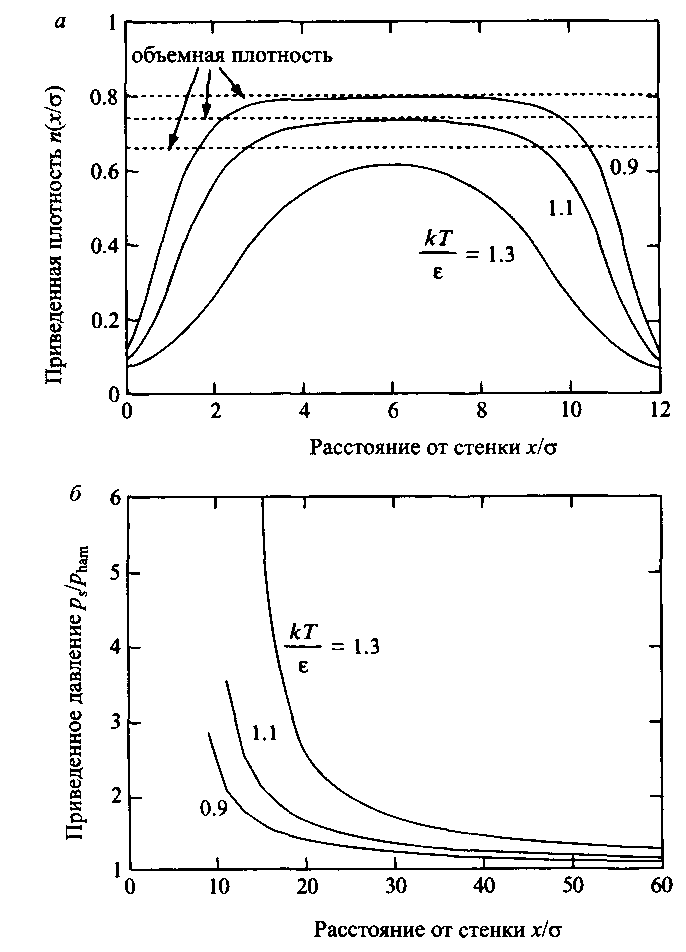 а
1
объемная плотность
0.8
0.6
0.4
0.2
0
Приведенная плотность n(x/σ)
0.9
1.1
kT
ε
= 1.3
0 2 4 6 8 10 12
Расстояние от стенки x/σ
б
6
5
4
3
2
1
Приведенное давление pₛ/pham
kT
ε
= 1.3
1.1
0.9
0 10 20 30 40 50 60
Расстояние от стенки x/σ